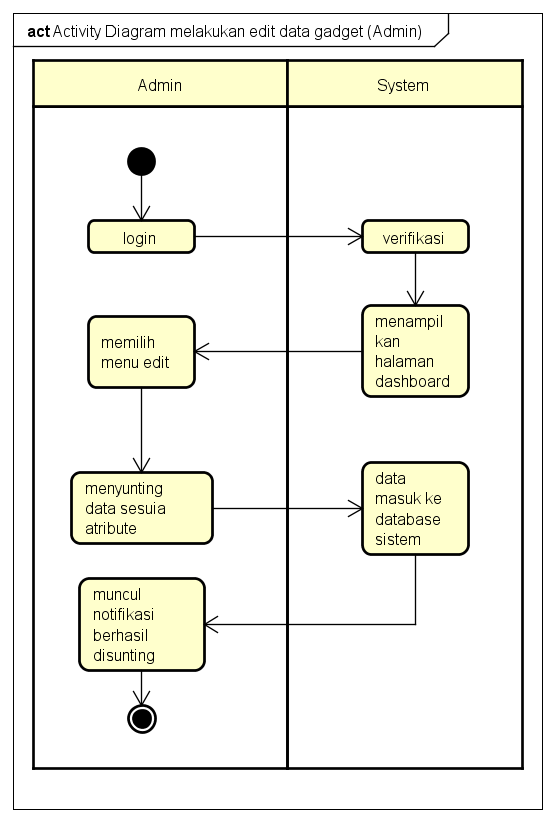 act Activity Diagram melakukan edit data gadget (Admin)
Admin
System
login
verifikasi
menampil
kan
halaman
dashboard
memilih
menu edit
menyunting
data sesuia
atribute
data
masuk ke
database
sistem
muncul
notifikasi
berhasil
disunting